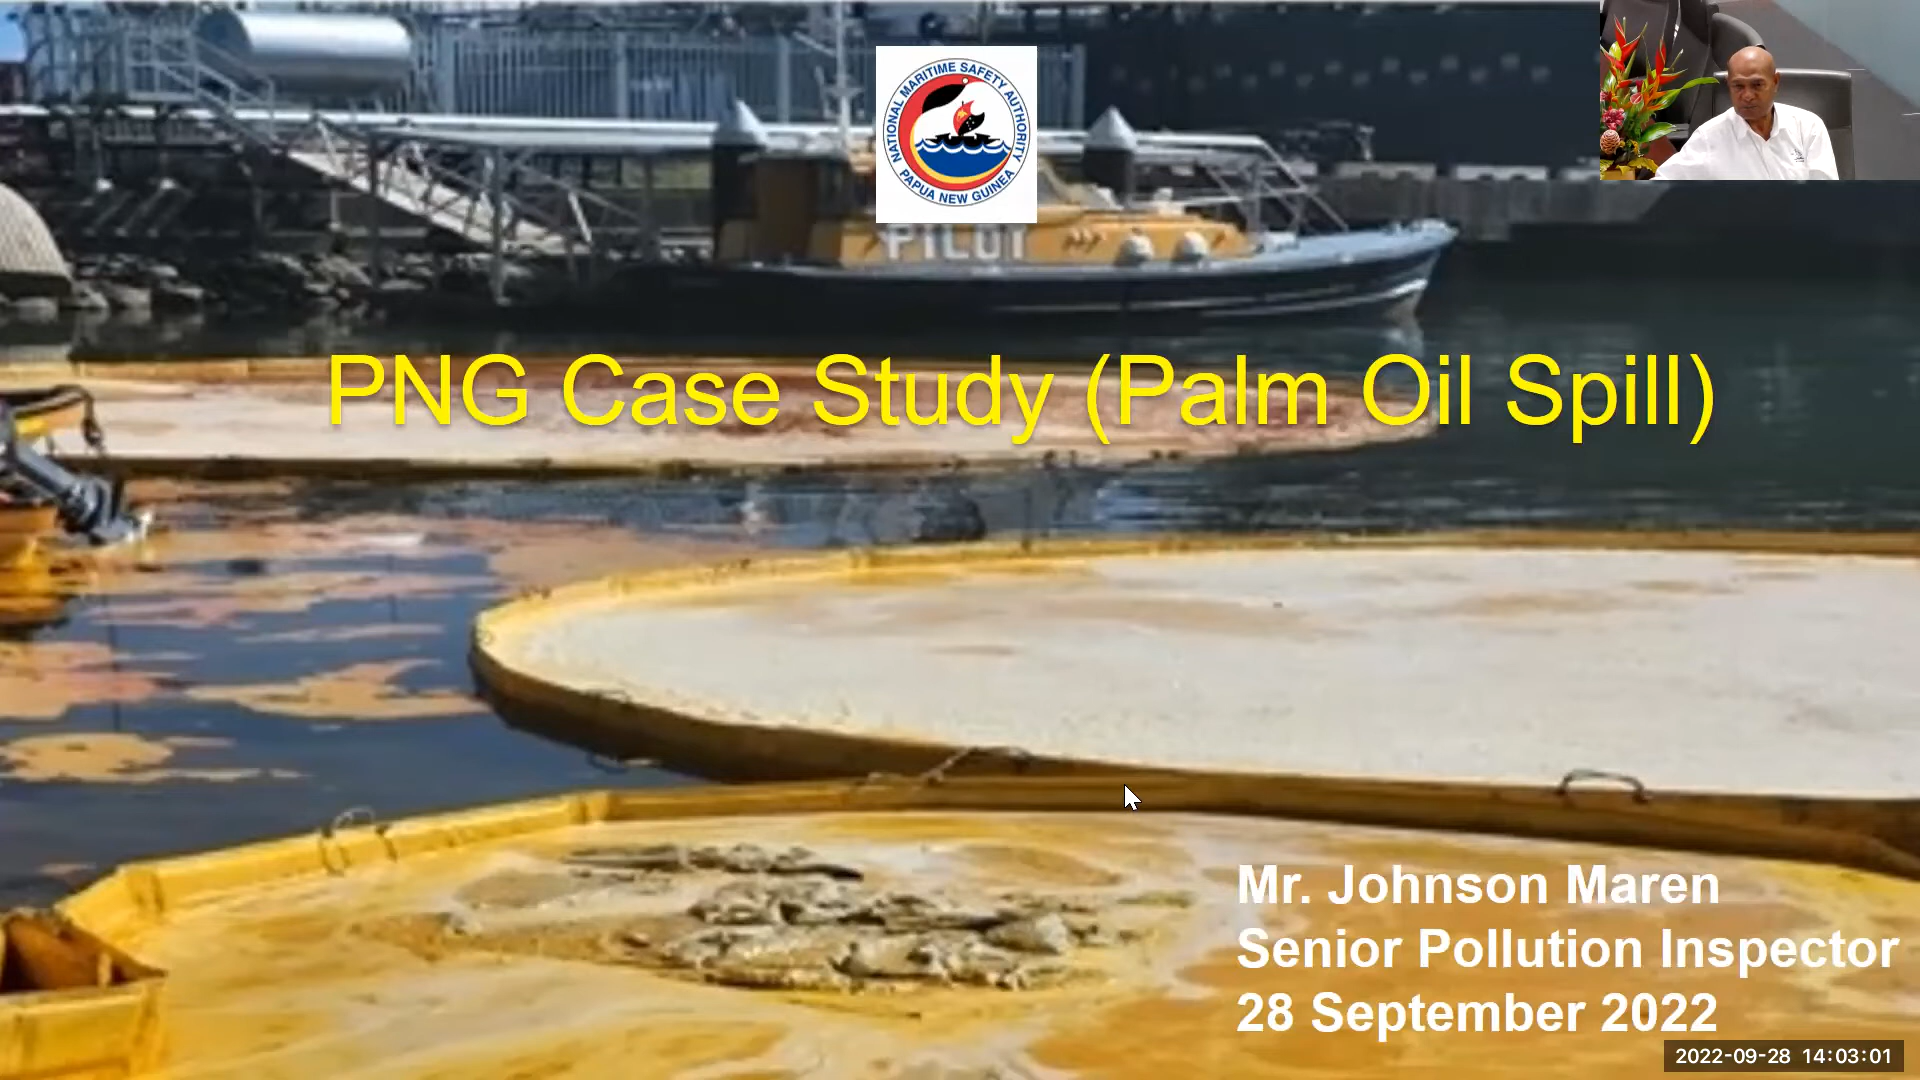 NATIONAL MARITIME SAFETY AUTHORITY
PAPUA NEW GUINEA
PILOT
PNG Case Study (Palm Oil Spill)
Mr. Johnson Maren
Senior Pollution Inspector
28 September 2022
2022-09-28 14:03:01